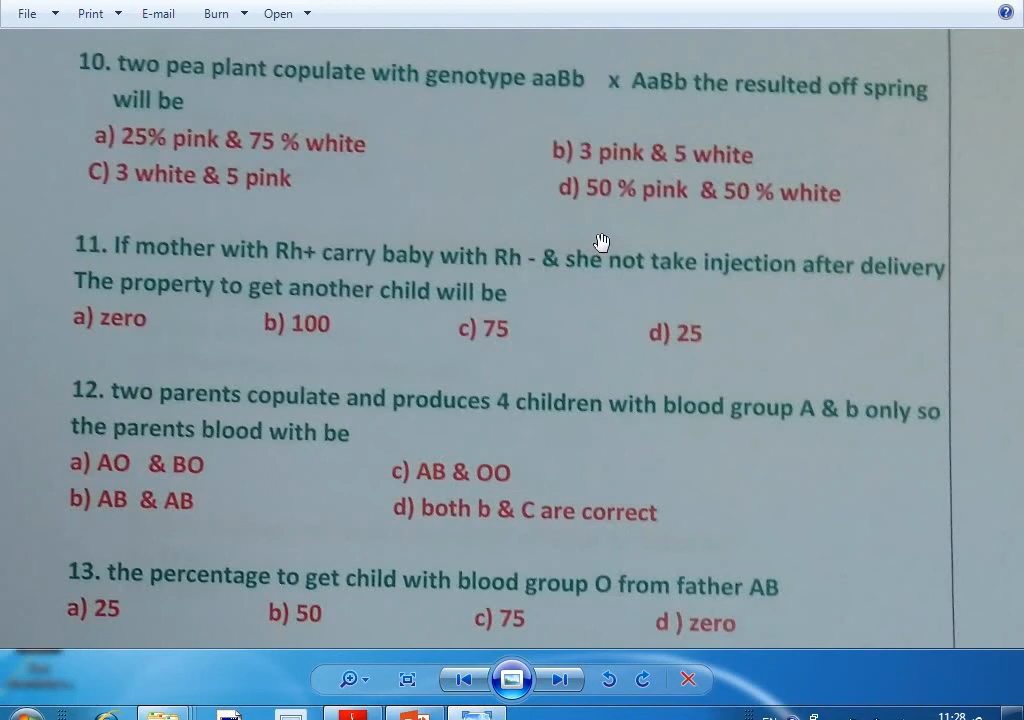 File Print E-mail Burn Open
10. two pea plant copulate with genotype aaBb x AaBb the resulted off spring
will be
a) 25% pink & 75 % white
b) 3 pink & 5 white
C) 3 white & 5 pink
d) 50 % pink & 50 % white
11. If mother with Rh+ carry baby with Rh - & she not take injection after delivery
The property to get another child will be
a) zero b) 100 c) 75 d) 25
12. two parents copulate and produces 4 children with blood group A & b only so
the parents blood with be
a) AO & BO c) AB & OO
b) AB & AB d) both b & C are correct
13. the percentage to get child with blood group O from father AB
a) 25 b) 50 c) 75 d ) zero
11:28